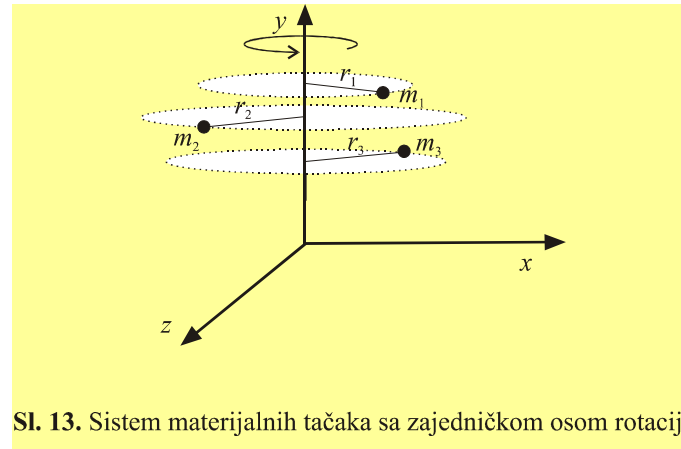 y
r1
m1
r2
m2
r3
m3
x
z
Sl. 13. Sistem materijalnih tačaka sa zajedničkom osom rotacij